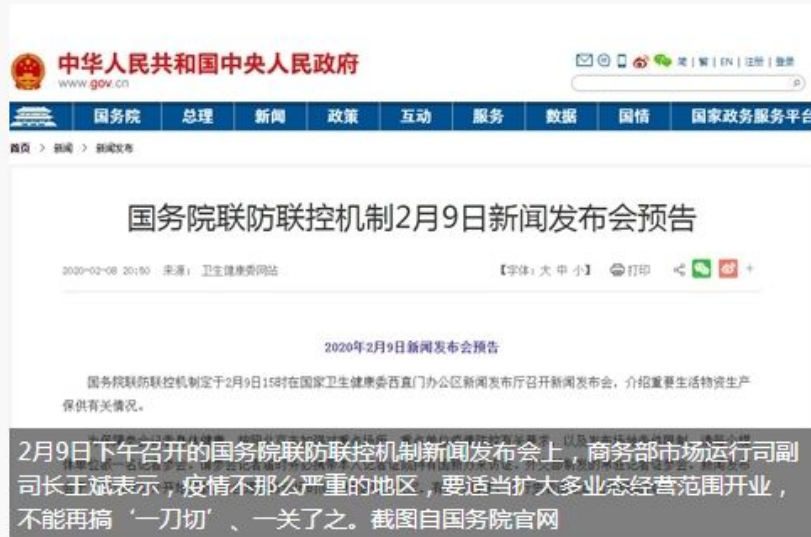 中华人民共和国中央人民政府
www.gov.cn
简 | 繁 | EN | 注册 | 登录
国务院 总理 新闻 政策 互动 服务 数据 国情 国家政务服务平台
首页 > 新闻 > 新闻发布
国务院联防联控机制2月9日新闻发布会预告
2020-02-08 20:50 来源： 卫生健康委网站 【字体：大 中 小】 打印
2020年2月9日新闻发布会预告
国务院联防联控机制定于2月9日15时在国家卫生健康委西直门办公区新闻发布厅召开新闻发布会，介绍重要生活物资生产
保供有关情况。
2月9日下午召开的国务院联防联控机制新闻发布会上，商务部市场运行司副
司长王斌表示，疫情不那么严重的地区，要适当扩大多业态经营范围开业，
不能再搞‘一刀切’、一关了之。截图自国务院官网